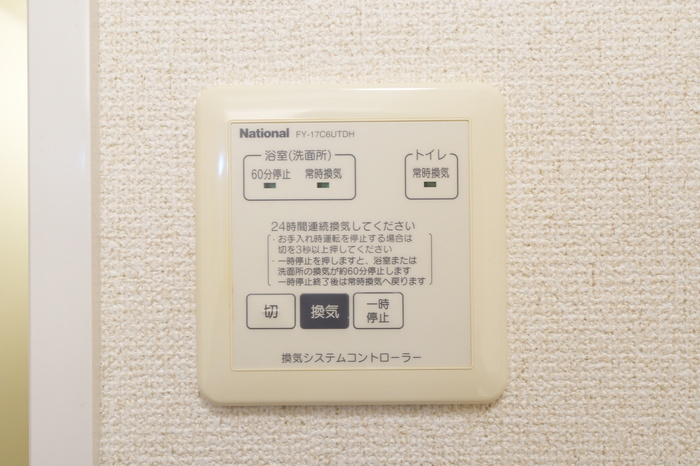 National FY-17C6UTDH
浴室(洗面所) トイレ
60分停止 常時換気 常時換気
24時間連続換気してください
・お手入れ時運転を停止する場合は
切を3秒以上押してください
・一時停止を押しますと、浴室または
洗面所の換気が約60分停止します
一時停止終了後は常時換気へ戻ります
切 換気 一時停止
換気システムコントローラー